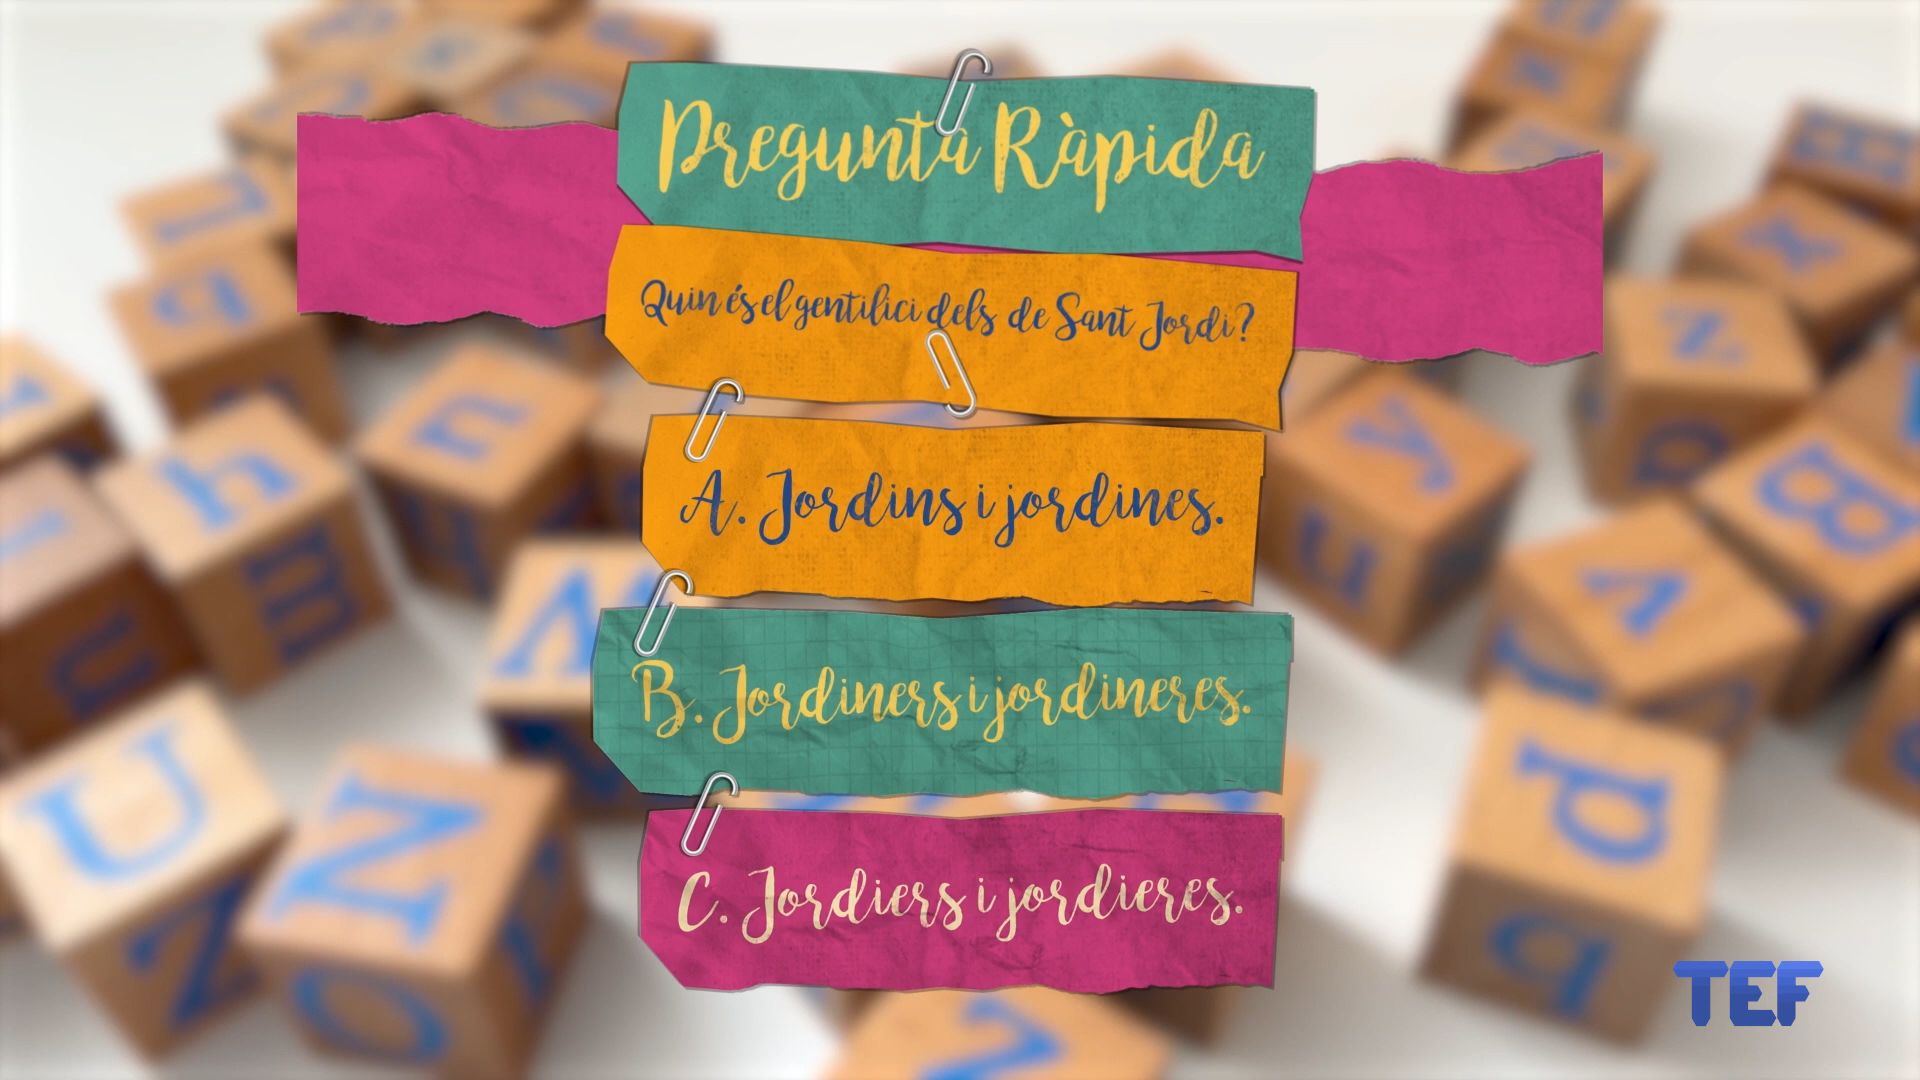 Pregunta Ràpida
Quin és el gentilici dels de Sant Jordi?
A. Jordins i jordines.
B. Jordiners i jordineres.
C. Jordiers i jordieres.
TEF